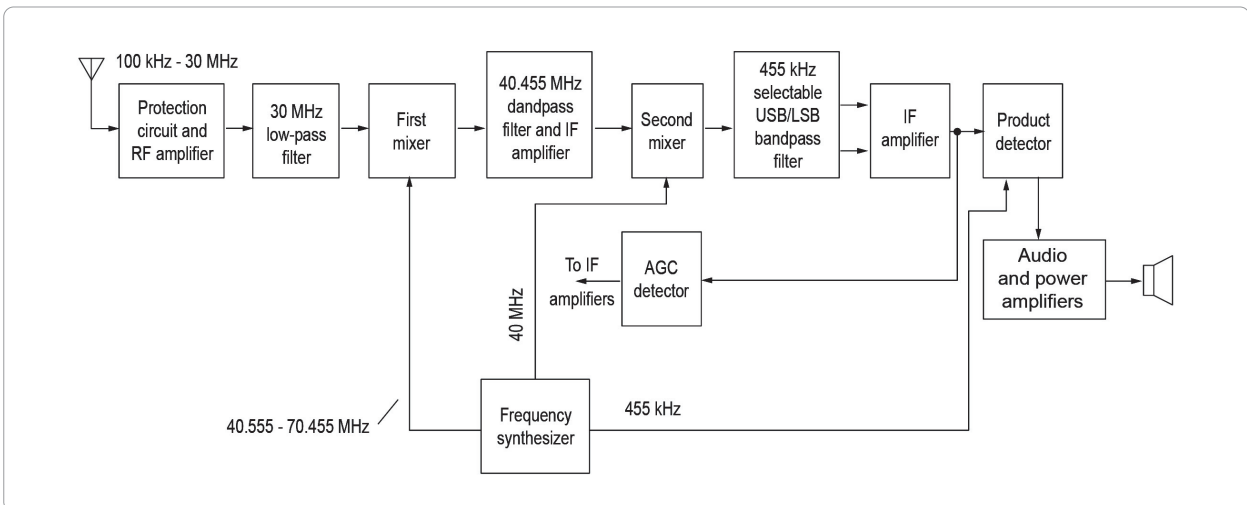 100 kHz - 30 MHz
Protection
circuit and
RF amplifier
30 MHz
low-pass
filter
First
mixer
40.455 MHz
dandpass
filter and IF
amplifier
Second
mixer
455 kHz
selectable
USB/LSB
bandpass
filter
IF
amplifier
Product
detector
To IF
amplifiers
AGC
detector
Audio
and power
amplifiers
40 MHz
40.555 - 70.455 MHz
Frequency
synthesizer
455 kHz